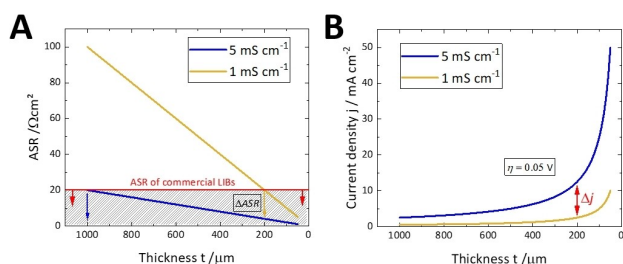 A
5 mS cm⁻¹
1 mS cm⁻¹
ASR /Ωcm²
100
80
60
40
20
0
ASR of commercial LIBs
ΔASR
1000 800 600 400 200 0
Thickness t /µm
B
5 mS cm⁻¹
1 mS cm⁻¹
Current density j / mA cm⁻²
50
40
30
20
10
0
η = 0.05 V
Δj
1000 800 600 400 200 0
Thickness t /µm